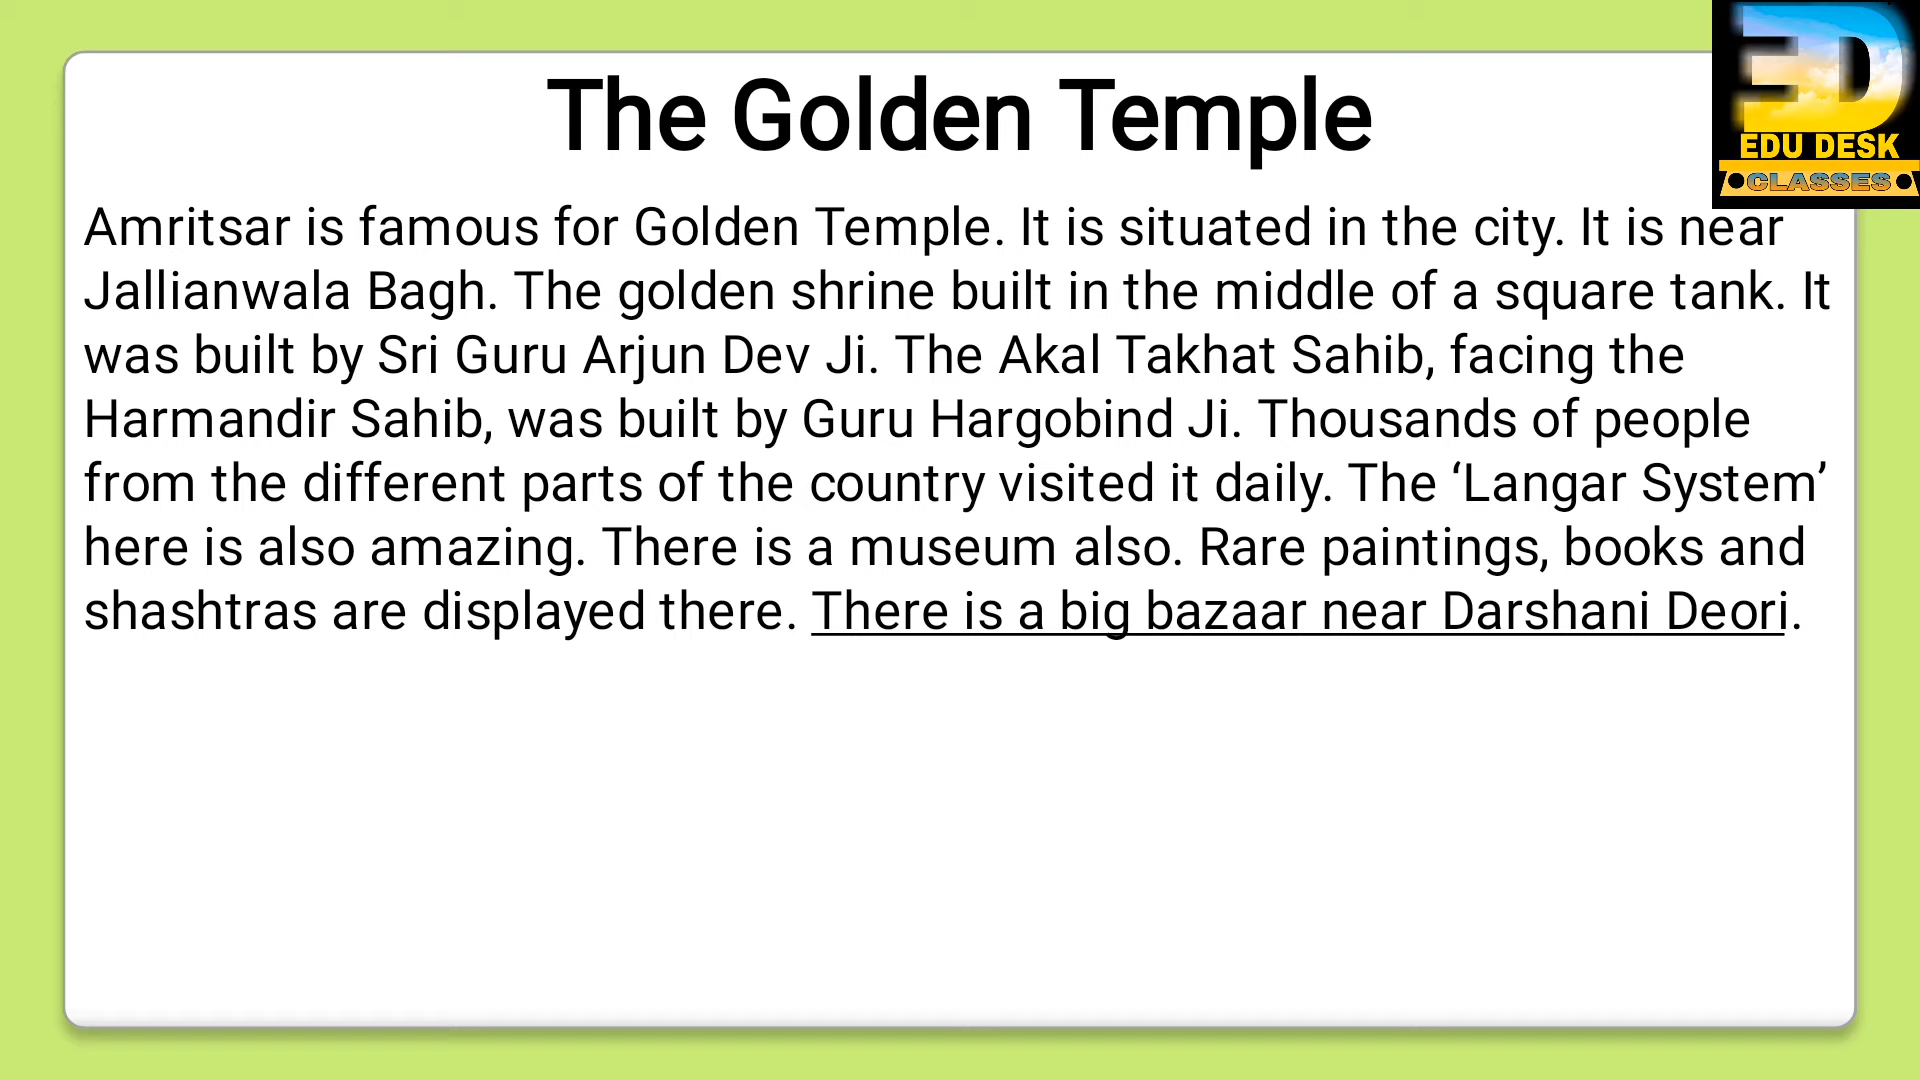 The Golden Temple
EDU DESK
CLASSES
Amritsar is famous for Golden Temple. It is situated in the city. It is near
Jallianwala Bagh. The golden shrine built in the middle of a square tank. It
was built by Sri Guru Arjun Dev Ji. The Akal Takhat Sahib, facing the
Harmandir Sahib, was built by Guru Hargobind Ji. Thousands of people
from the different parts of the country visited it daily. The ‘Langar System’
here is also amazing. There is a museum also. Rare paintings, books and
shashtras are displayed there. There is a big bazaar near Darshani Deori.